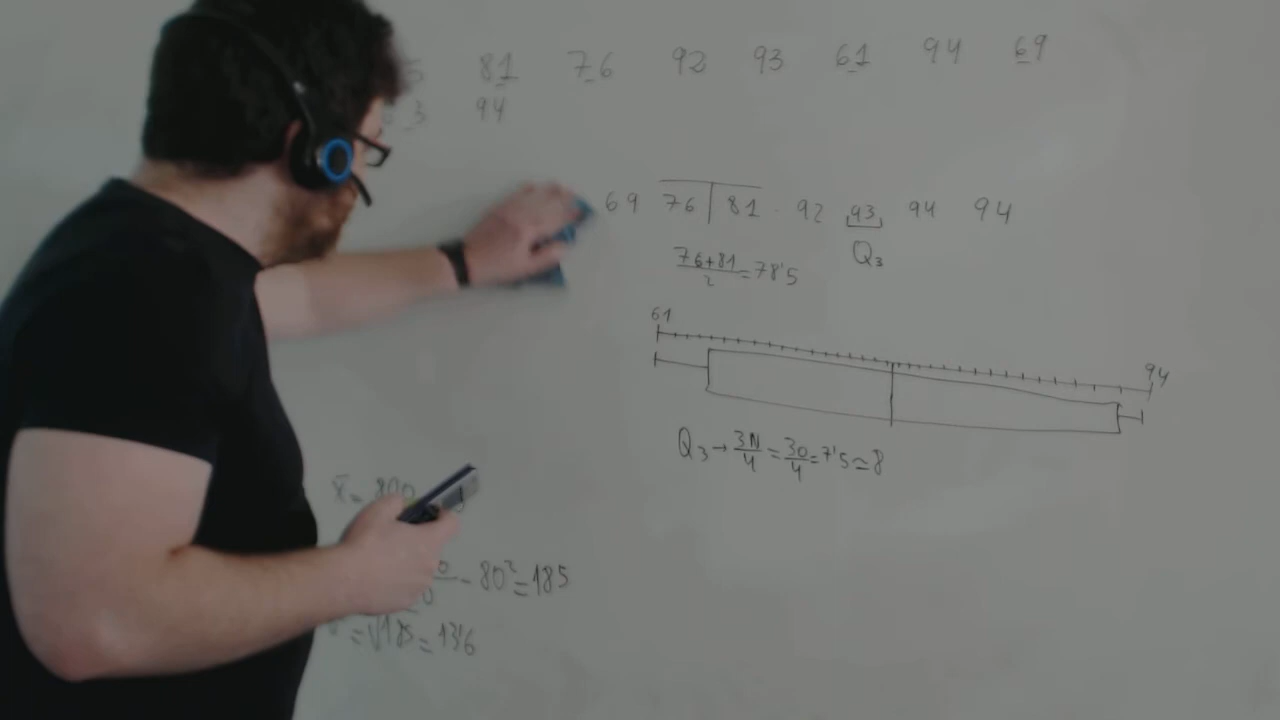 81 76 92 93 61 94 69
3 94
69 76 | 81 92 93 94 94
Q₃
76+81/2=78'5
61
94
Q₃→3N/4=30/4=7'5≃8
x̄=800
-80²=185
=√185=13'6